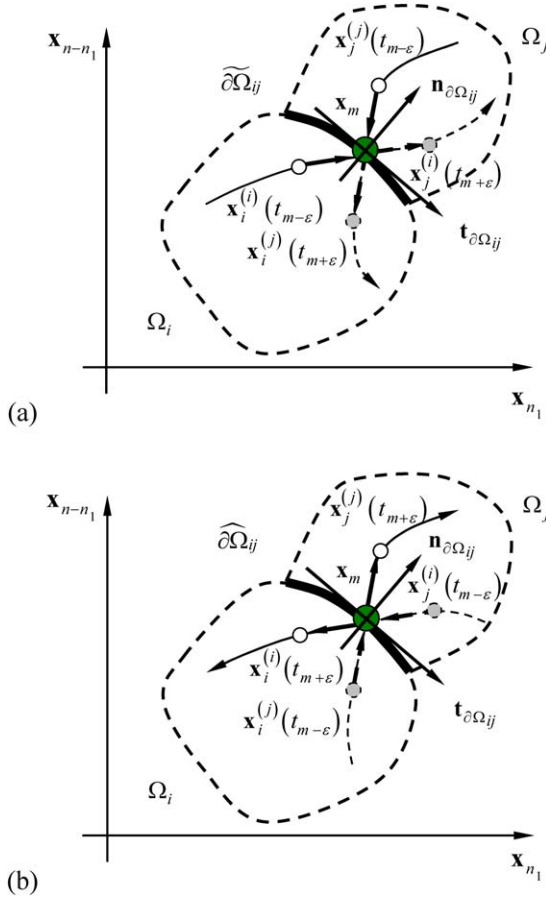 x_{n-n_1}
x_j^{(j)}(t_{m-ε})
Ω_j
\widetilde{∂Ω}_{ij}
n_{∂Ω_{ij}}
x_m
x_j^{(i)}(t_{m+ε})
x_i^{(i)}(t_{m-ε})
t_{∂Ω_{ij}}
x_i^{(j)}(t_{m+ε})
Ω_i
(a)
x_{n_1}
x_{n-n_1}
x_j^{(j)}(t_{m+ε})
Ω_j
\widehat{∂Ω}_{ij}
n_{∂Ω_{ij}}
x_m
x_j^{(i)}(t_{m-ε})
x_i^{(i)}(t_{m+ε})
x_i^{(j)}(t_{m-ε})
t_{∂Ω_{ij}}
Ω_i
(b)
x_{n_1}